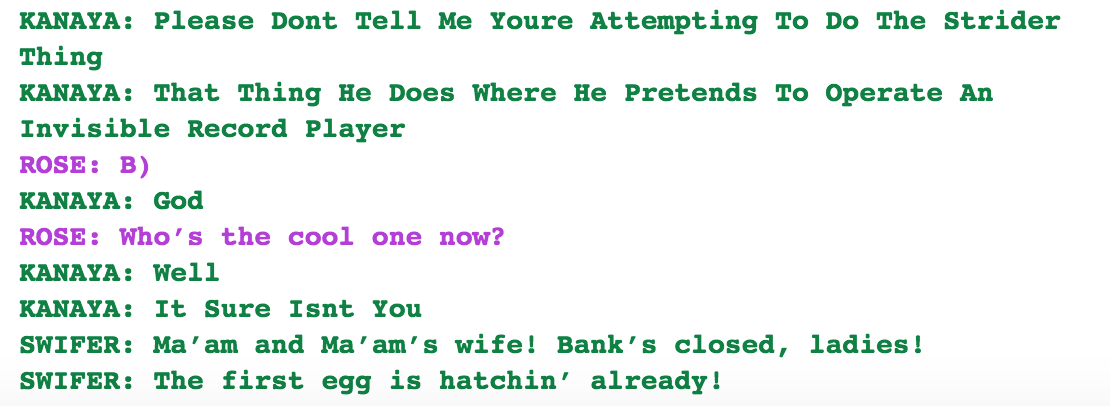 KANAYA: Please Dont Tell Me Youre Attempting To Do The Strider
Thing
KANAYA: That Thing He Does Where He Pretends To Operate An
Invisible Record Player
ROSE: B)
KANAYA: God
ROSE: Who’s the cool one now?
KANAYA: Well
KANAYA: It Sure Isnt You
SWIFER: Ma’am and Ma’am’s wife! Bank’s closed, ladies!
SWIFER: The first egg is hatchin’ already!